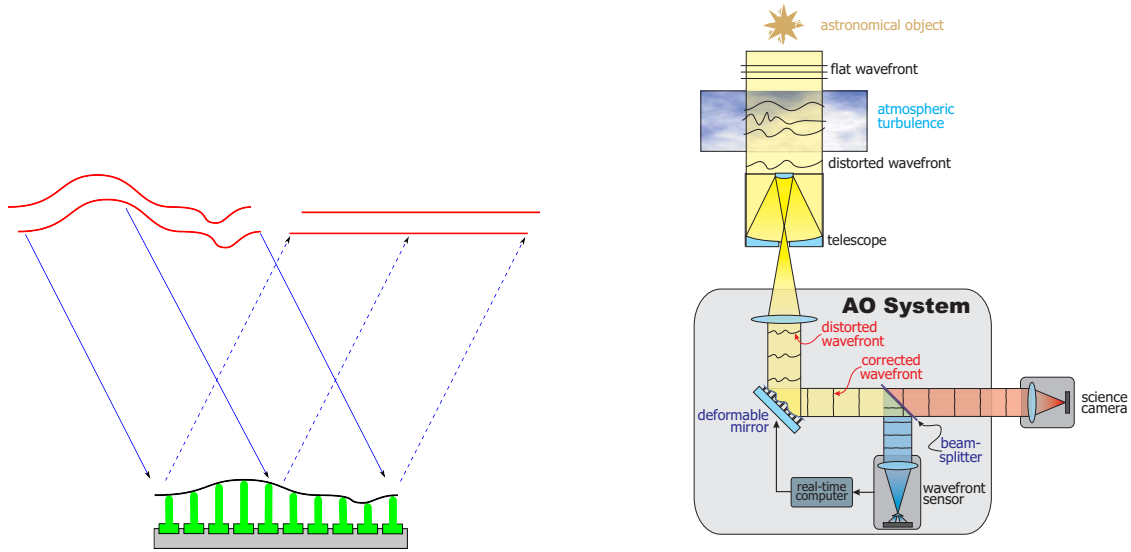 astronomical object
flat wavefront
atmospheric
turbulence
distorted wavefront
telescope
AO System
distorted
wavefront
corrected
wavefront
deformable
mirror
science
camera
beam-
splitter
real-time
computer
wavefront
sensor